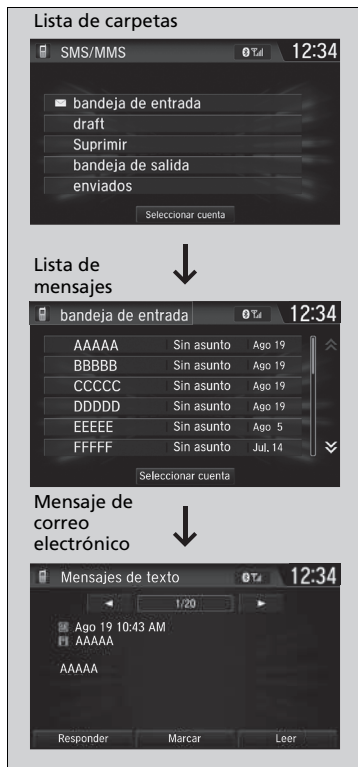 Lista de carpetas
SMS/MMS 12:34
bandeja de entrada
draft
Suprimir
bandeja de salida
enviados
Seleccionar cuenta
Lista de
mensajes
bandeja de entrada 12:34
AAAAA Sin asunto Ago 19
BBBBB Sin asunto Ago 19
CCCCC Sin asunto Ago 19
DDDDD Sin asunto Ago 19
EEEEE Sin asunto Ago 5
FFFFF Sin asunto Jul. 14
Seleccionar cuenta
Mensaje de
correo
electrónico
Mensajes de texto 12:34
1/20
Ago 19 10:43 AM
AAAAA
AAAAA
Responder Marcar Leer